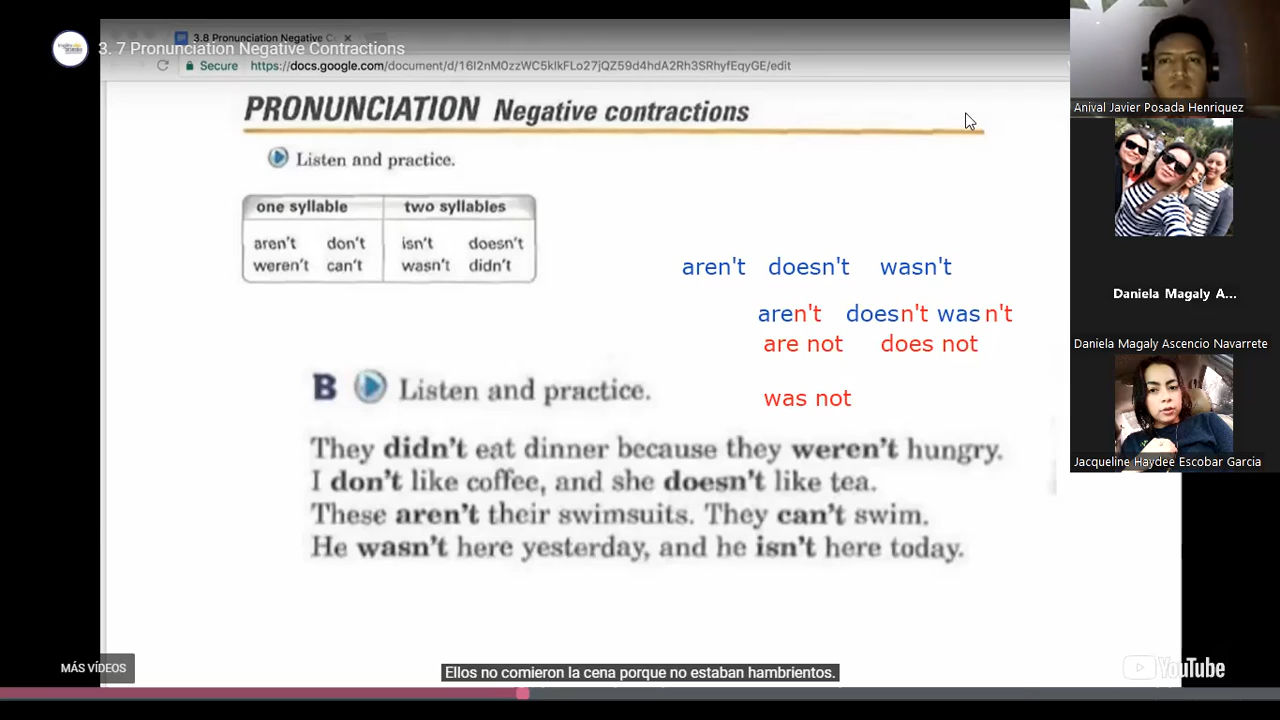 3.8 Pronunciation Negative C
3. 7 Pronunciation Negative Contractions
Secure https://docs.google.com/document/d/16I2nM0zzWC5klkFLo27jQZ59d4hdA2Rh3SRhyfEqyGE/edit
PRONUNCIATION Negative contractions
Listen and practice.
one syllable two syllables
aren't don't isn't doesn't
weren't can't wasn't didn't
aren't doesn't wasn't
aren't doesn't wasn't
are not does not
was not
B Listen and practice.
They didn't eat dinner because they weren't hungry.
I don't like coffee, and she doesn't like tea.
These aren't their swimsuits. They can't swim.
He wasn't here yesterday, and he isn't here today.
MÁS VÍDEOS
Ellos no comieron la cena porque no estaban hambrientos.
YouTube
Anival Javier Posada Henriquez
Daniela Magaly A...
Daniela Magaly Ascencio Navarrete
Jacqueline Haydee Escobar Garcia